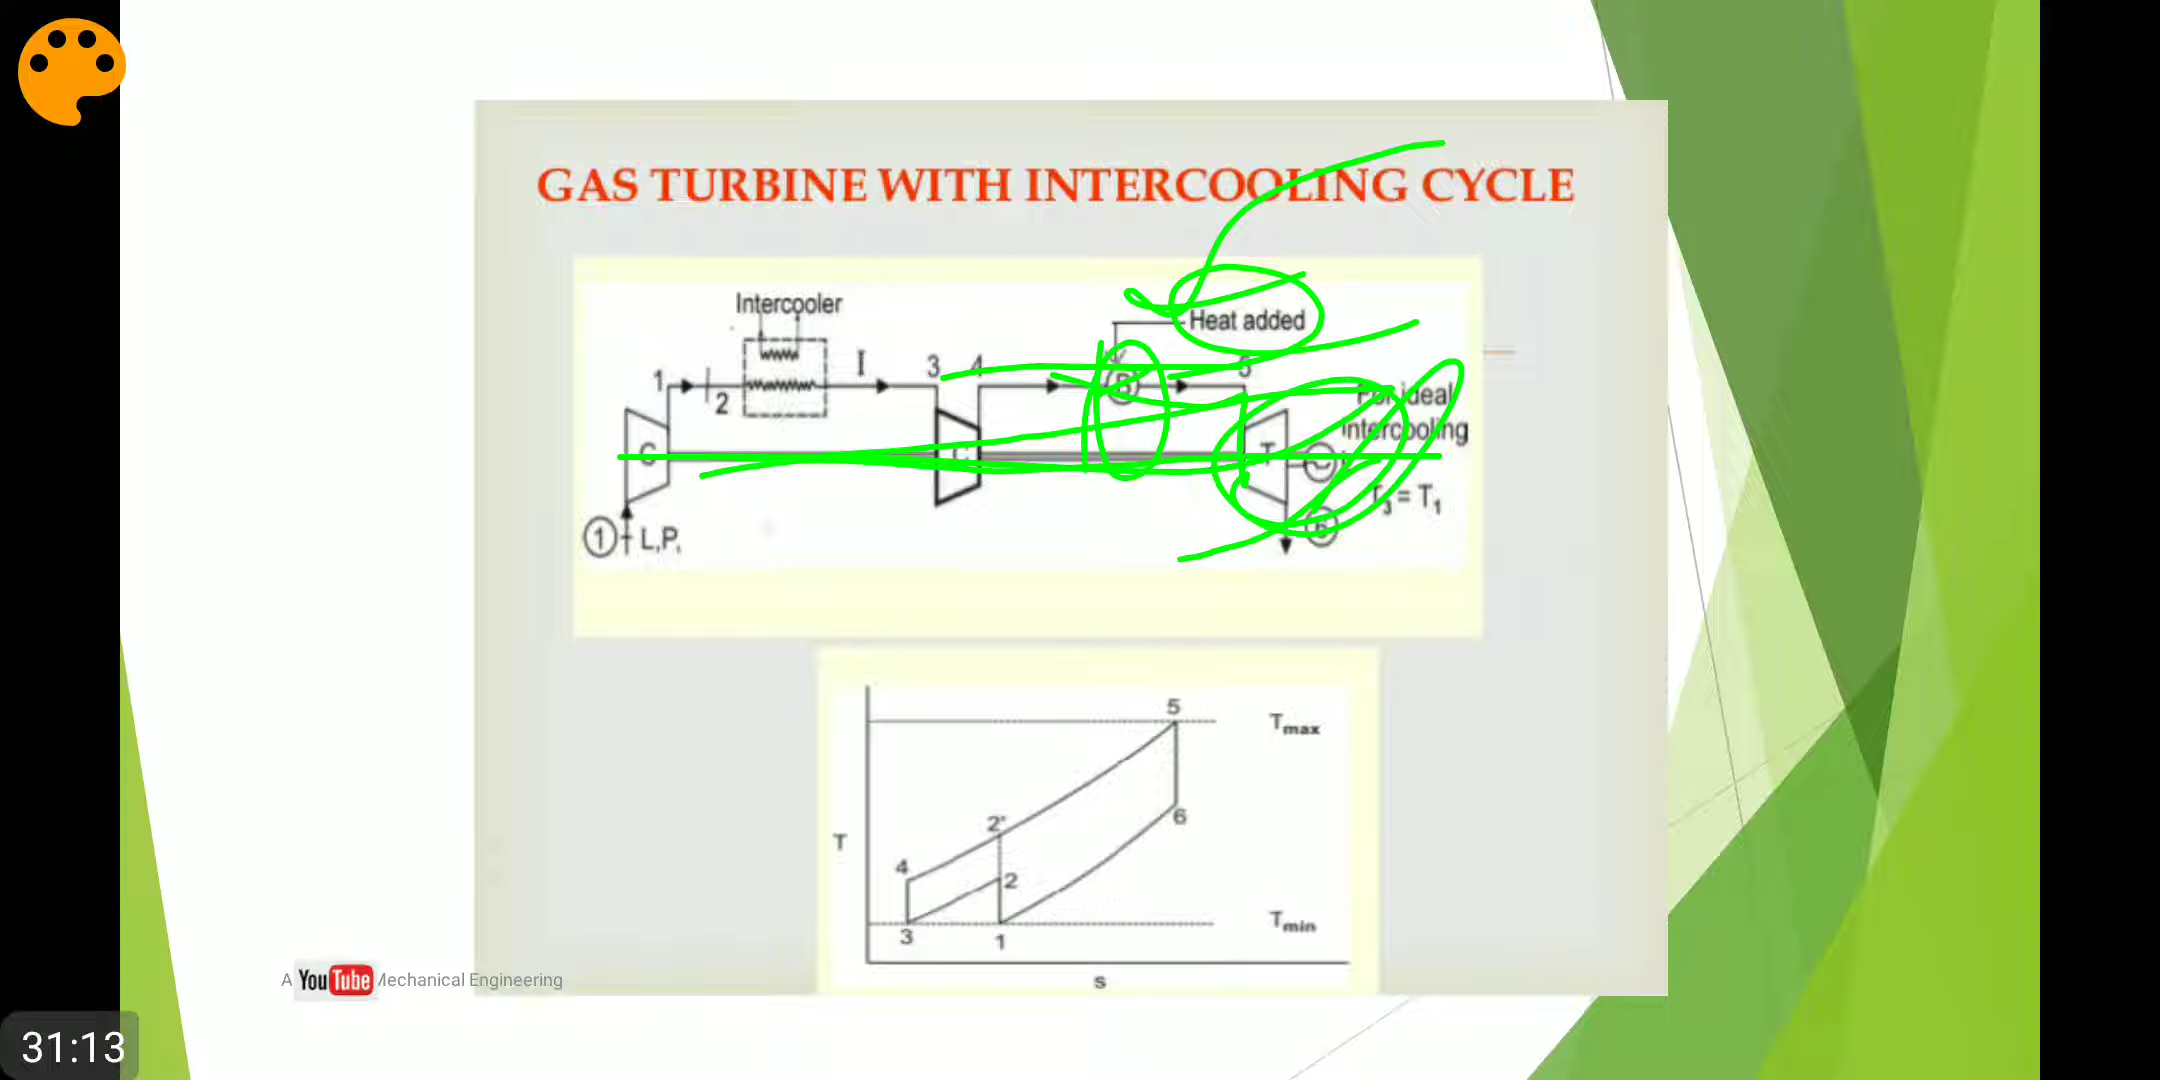 GAS TURBINE WITH INTERCOOLING CYCLE
Intercooler
Heat added
1 2 I 3 4 B 5
For ideal
intercooling
C C T
T3 = T1
1 L.P. 6
5 Tmax
2'
T 6
4
2
Tmin
3 1
s
A YouTube Mechanical Engineering
31:13